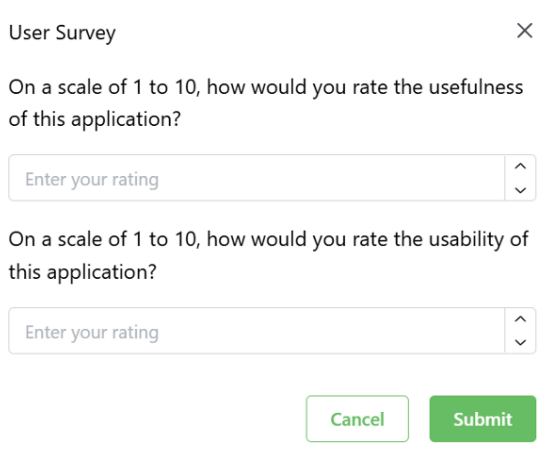 User Survey
On a scale of 1 to 10, how would you rate the usefulness
of this application?
Enter your rating
On a scale of 1 to 10, how would you rate the usability of
this application?
Enter your rating
Cancel
Submit